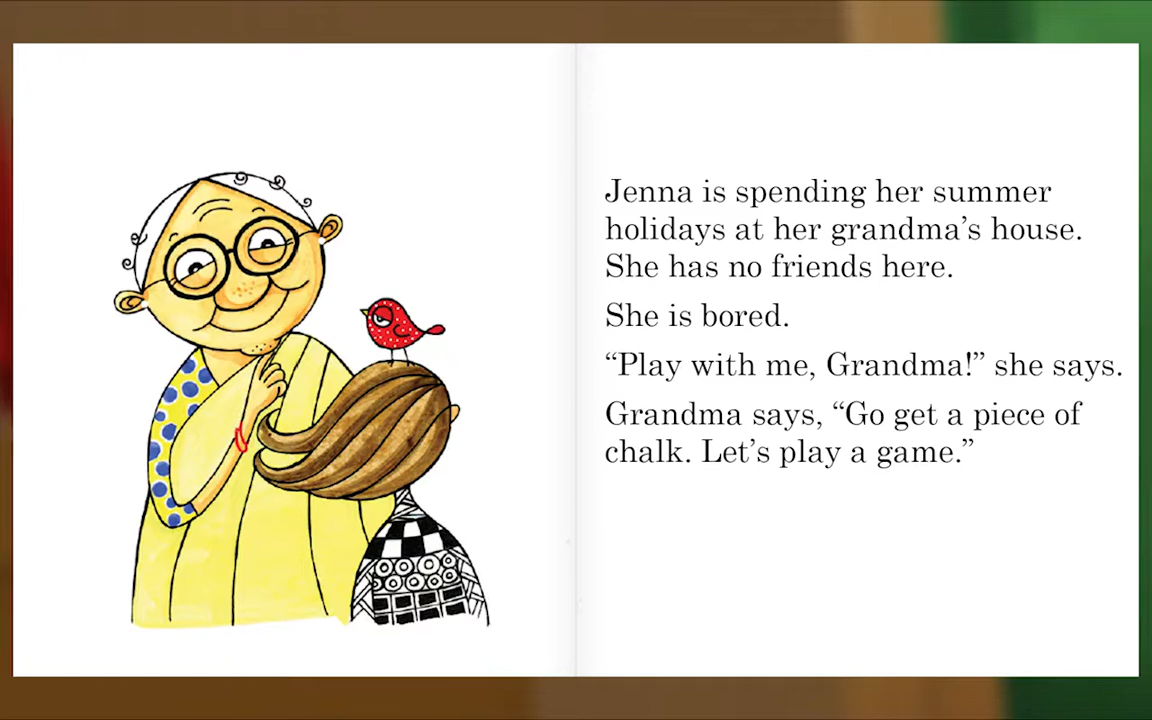 Jenna is spending her summer
holidays at her grandma’s house.
She has no friends here.
She is bored.
“Play with me, Grandma!” she says.
Grandma says, “Go get a piece of
chalk. Let’s play a game.”